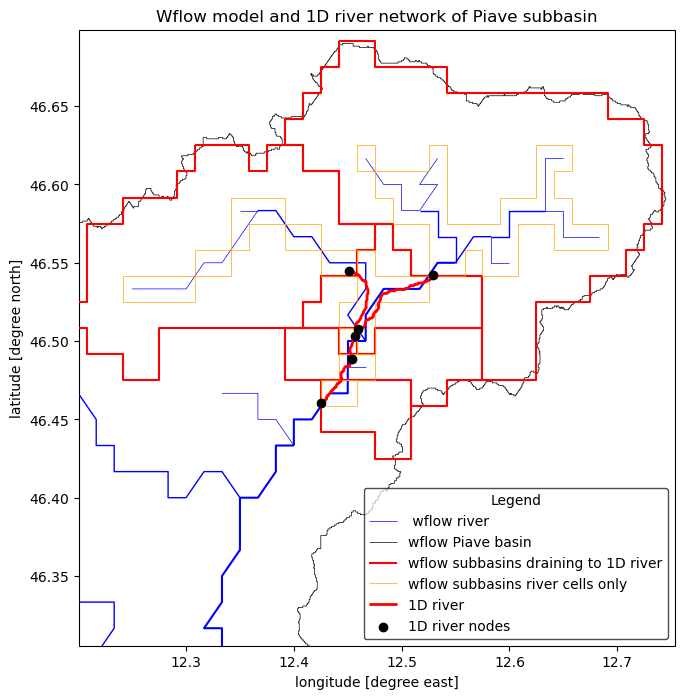 Wflow model and 1D river network of Piave subbasin
latitude [degree north]
46.65
46.60
46.55
46.50
46.45
46.40
46.35
12.3
12.4
12.5
12.6
12.7
longitude [degree east]
Legend
wflow river
wflow Piave basin
wflow subbasins draining to 1D river
wflow subbasins river cells only
1D river
1D river nodes